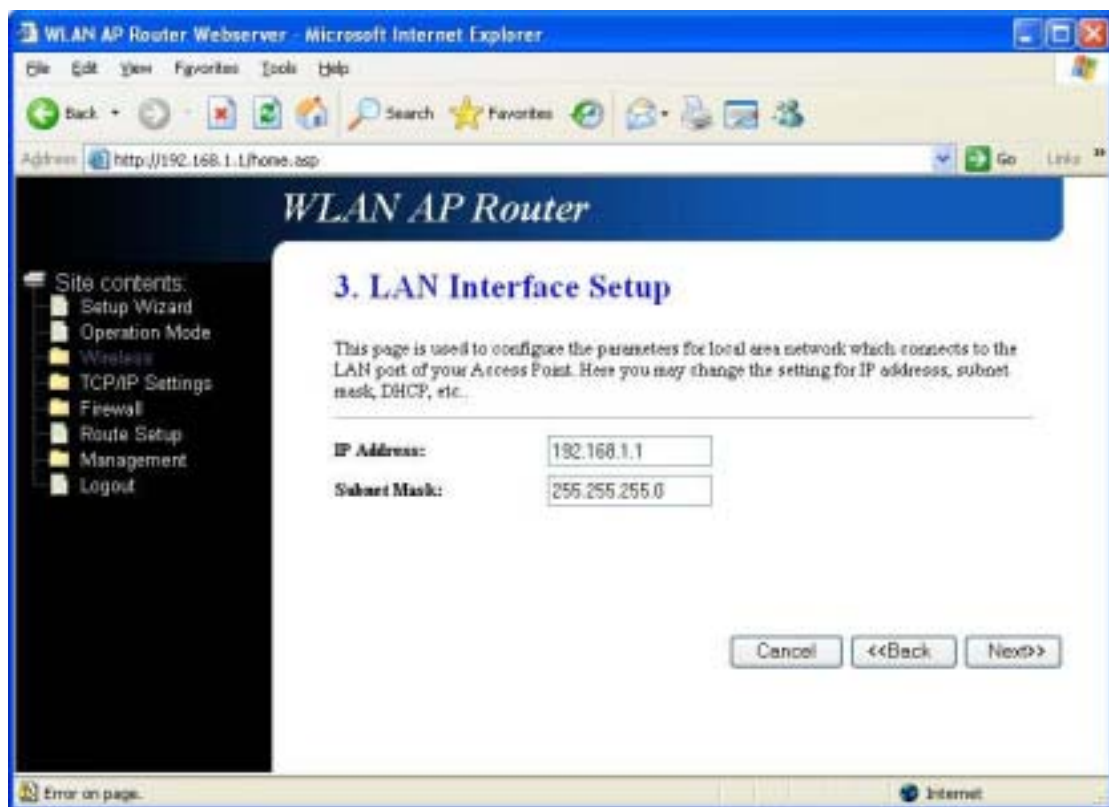 WLAN AP Router Webserver - Microsoft Internet Explorer
File Edit View Favorites Tools Help
Back Search Favorites
Address http://192.168.1.1/home.asp Go Links »
WLAN AP Router
Site contents:
Setup Wizard
Operation Mode
Wireless
TCP/IP Settings
Firewall
Route Setup
Management
Logout
3. LAN Interface Setup
This page is used to configure the parameters for local area network which connects to the
LAN port of your Access Point. Here you may change the setting for IP addresss, subnet
mask, DHCP, etc..
IP Address: 192.168.1.1
Subnet Mask: 255.255.255.0
Cancel <<Back Next>>
Error on page. Internet